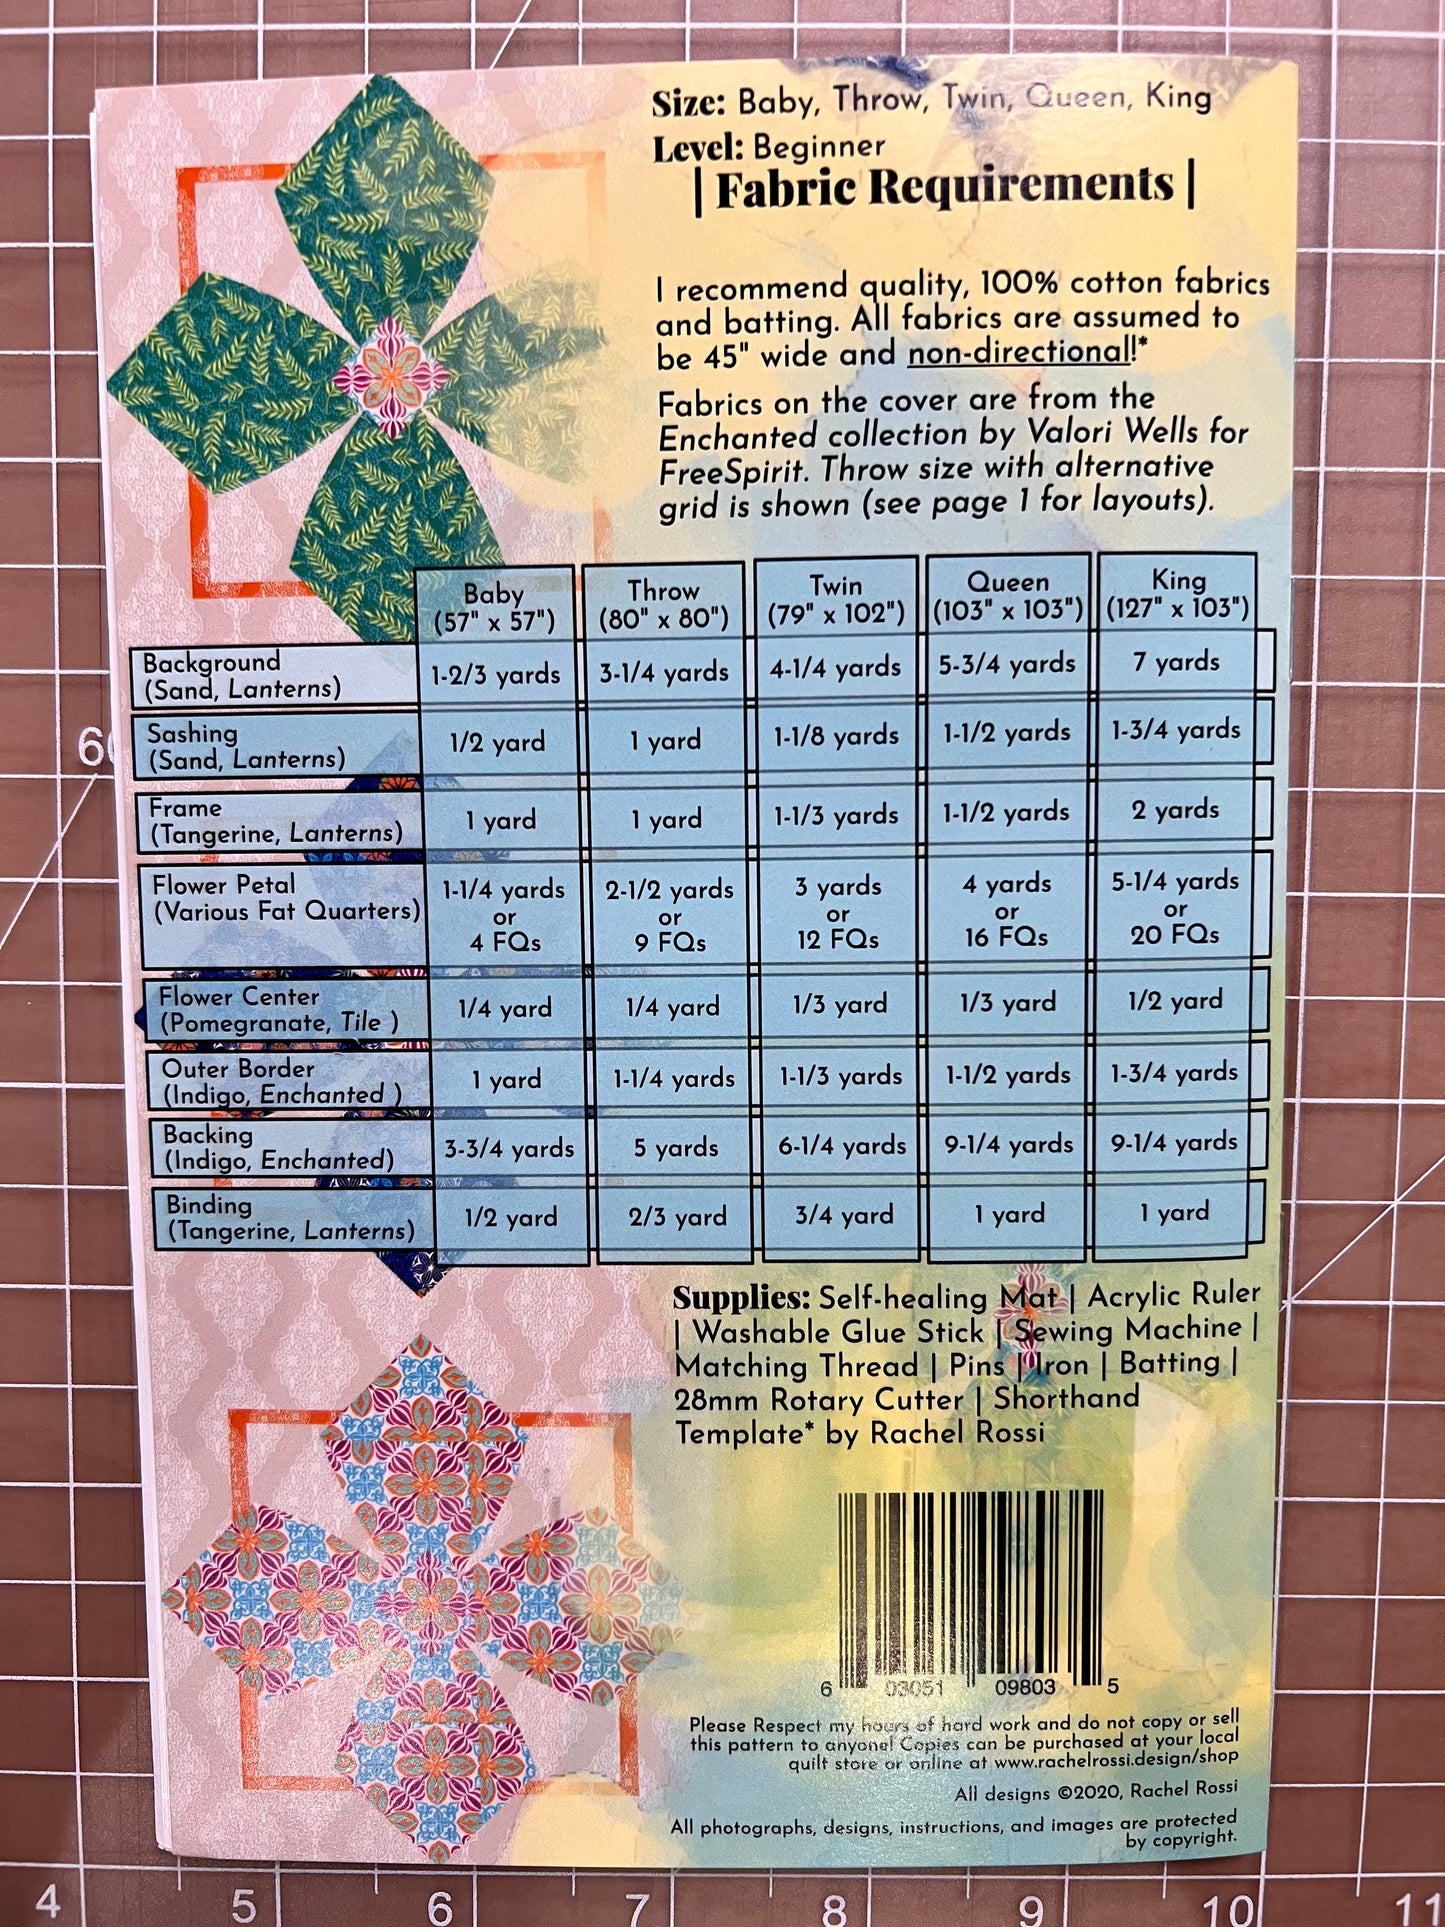 Size: Baby, Throw, Twin, Queen, King
Level: Beginner
| Fabric Requirements |
I recommend quality, 100% cotton fabrics
and batting. All fabrics are assumed to
be 45" wide and non-directional!*
Fabrics on the cover are from the
Enchanted collection by Valori Wells for
FreeSpirit. Throw size with alternative
grid is shown (see page 1 for layouts).
Baby Throw Twin Queen King
(57" x 57") (80" x 80") (79" x 102") (103" x 103") (127" x 103")
Background
(Sand, Lanterns) 1-2/3 yards 3-1/4 yards 4-1/4 yards 5-3/4 yards 7 yards
Sashing
(Sand, Lanterns) 1/2 yard 1 yard 1-1/8 yards 1-1/2 yards 1-3/4 yards
Frame
(Tangerine, Lanterns) 1 yard 1 yard 1-1/3 yards 1-1/2 yards 2 yards
Flower Petal 1-1/4 yards 2-1/2 yards 3 yards 4 yards 5-1/4 yards
(Various Fat Quarters) or or or or or
4 FQs 9 FQs 12 FQs 16 FQs 20 FQs
Flower Center
(Pomegranate, Tile ) 1/4 yard 1/4 yard 1/3 yard 1/3 yard 1/2 yard
Outer Border
(Indigo, Enchanted ) 1 yard 1-1/4 yards 1-1/3 yards 1-1/2 yards 1-3/4 yards
Backing
(Indigo, Enchanted) 3-3/4 yards 5 yards 6-1/4 yards 9-1/4 yards 9-1/4 yards
Binding
(Tangerine, Lanterns) 1/2 yard 2/3 yard 3/4 yard 1 yard 1 yard
Supplies: Self-healing Mat | Acrylic Ruler
| Washable Glue Stick | Sewing Machine |
Matching Thread | Pins | Iron | Batting |
28mm Rotary Cutter | Shorthand
Template* by Rachel Rossi
6 03051 09803 5
Please Respect my hours of hard work and do not copy or sell
this pattern to anyone! Copies can be purchased at your local
quilt store or online at www.rachelrossi.design/shop
All designs ©2020, Rachel Rossi
All photographs, designs, instructions, and images are protected
by copyright.
4 5 6 7 8 9 10 11